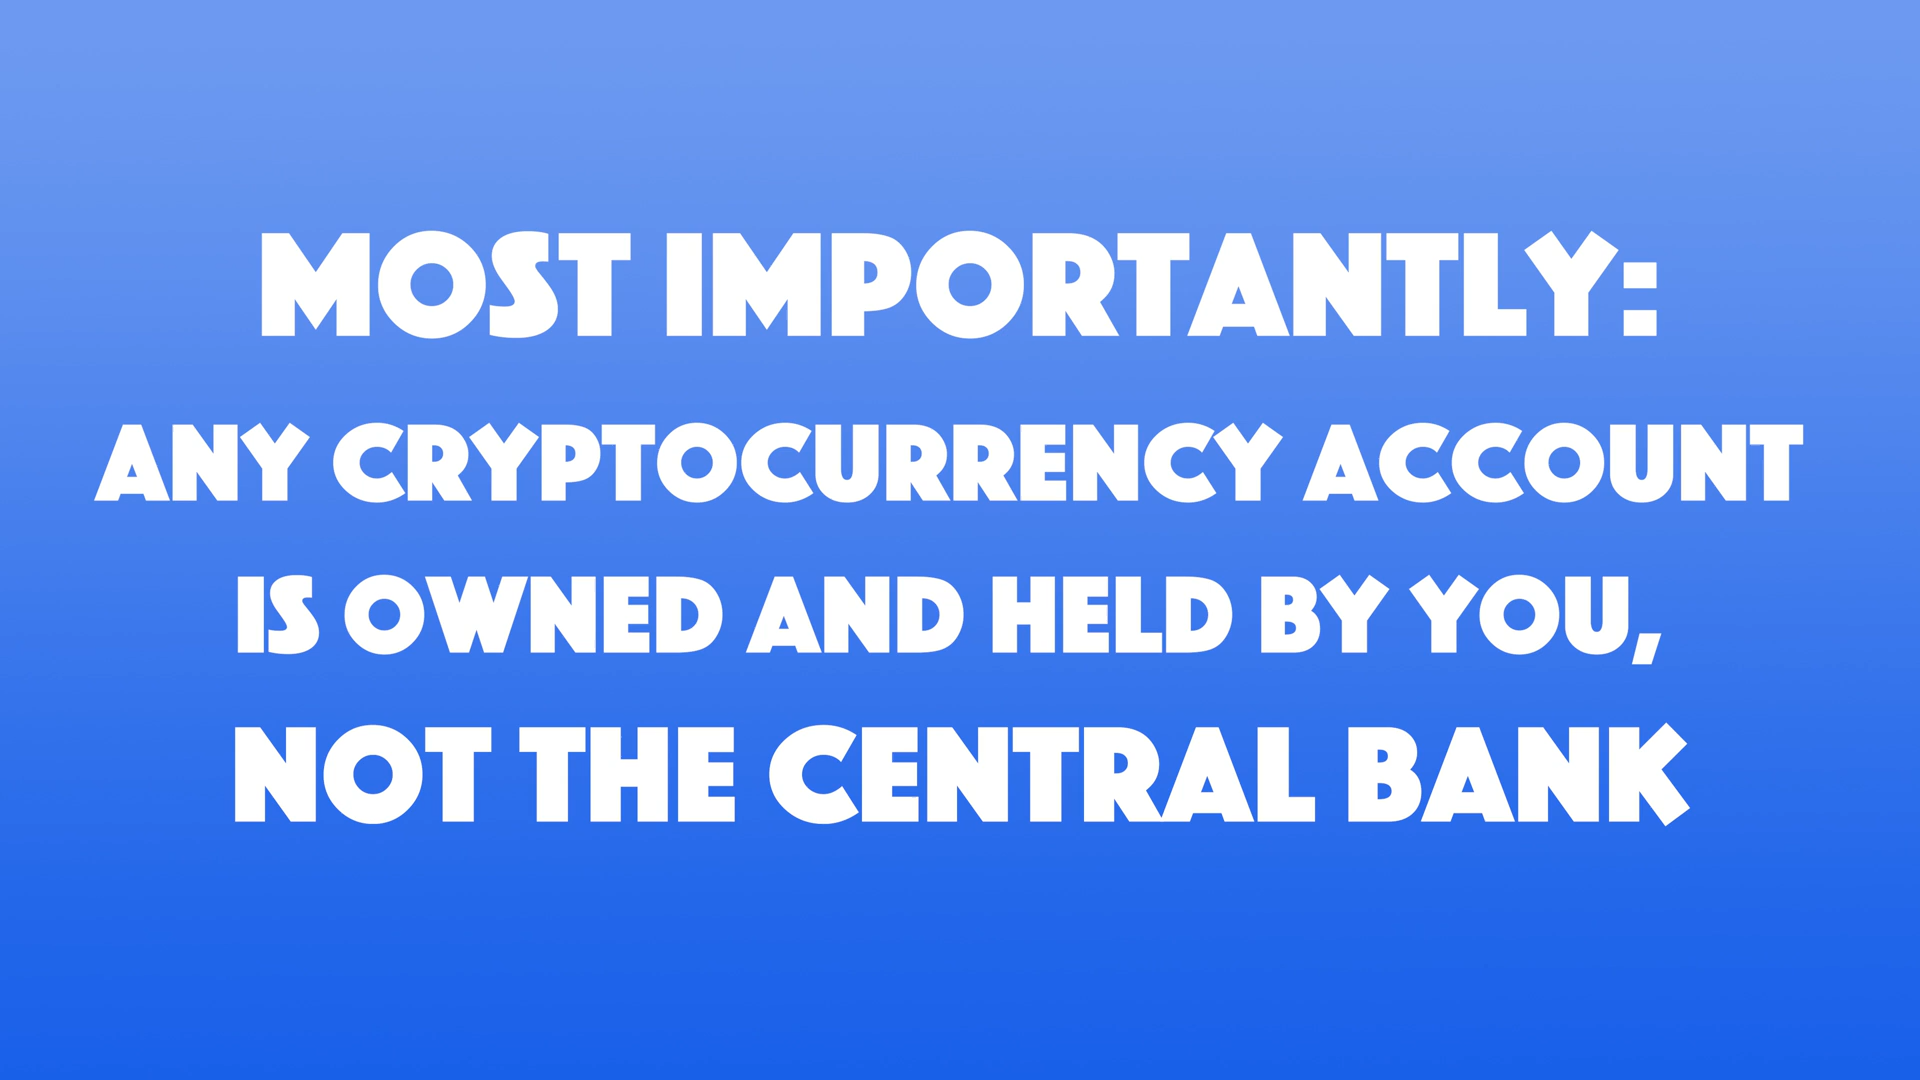 MOST IMPORTANTLY:
ANY CRYPTOCURRENCY ACCOUNT
IS OWNED AND HELD BY YOU,
NOT THE CENTRAL BANK